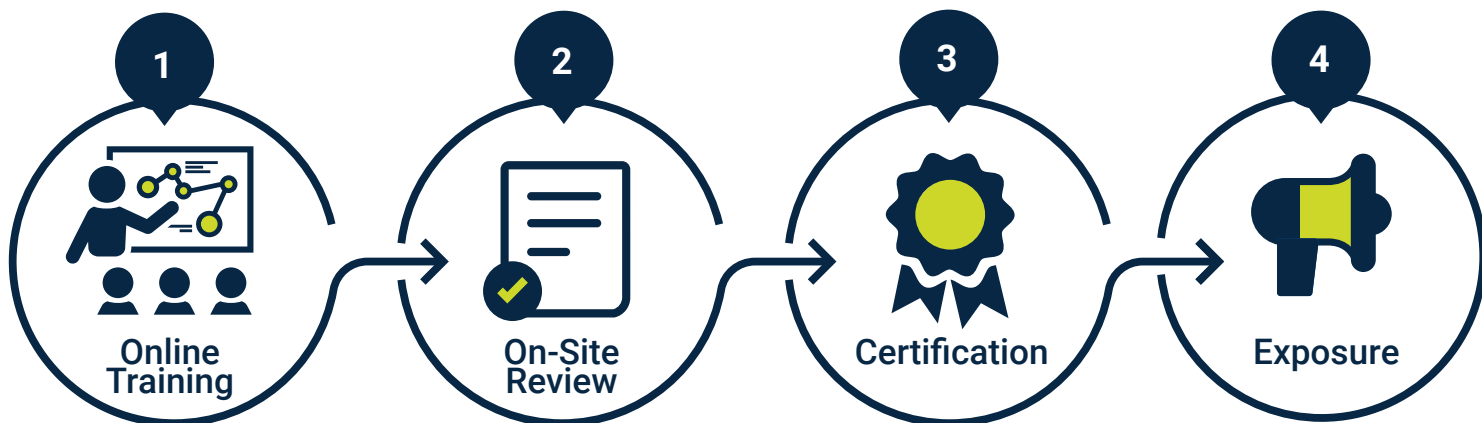 1
2
3
4
Online
Training
On-Site
Review
Certification
Exposure